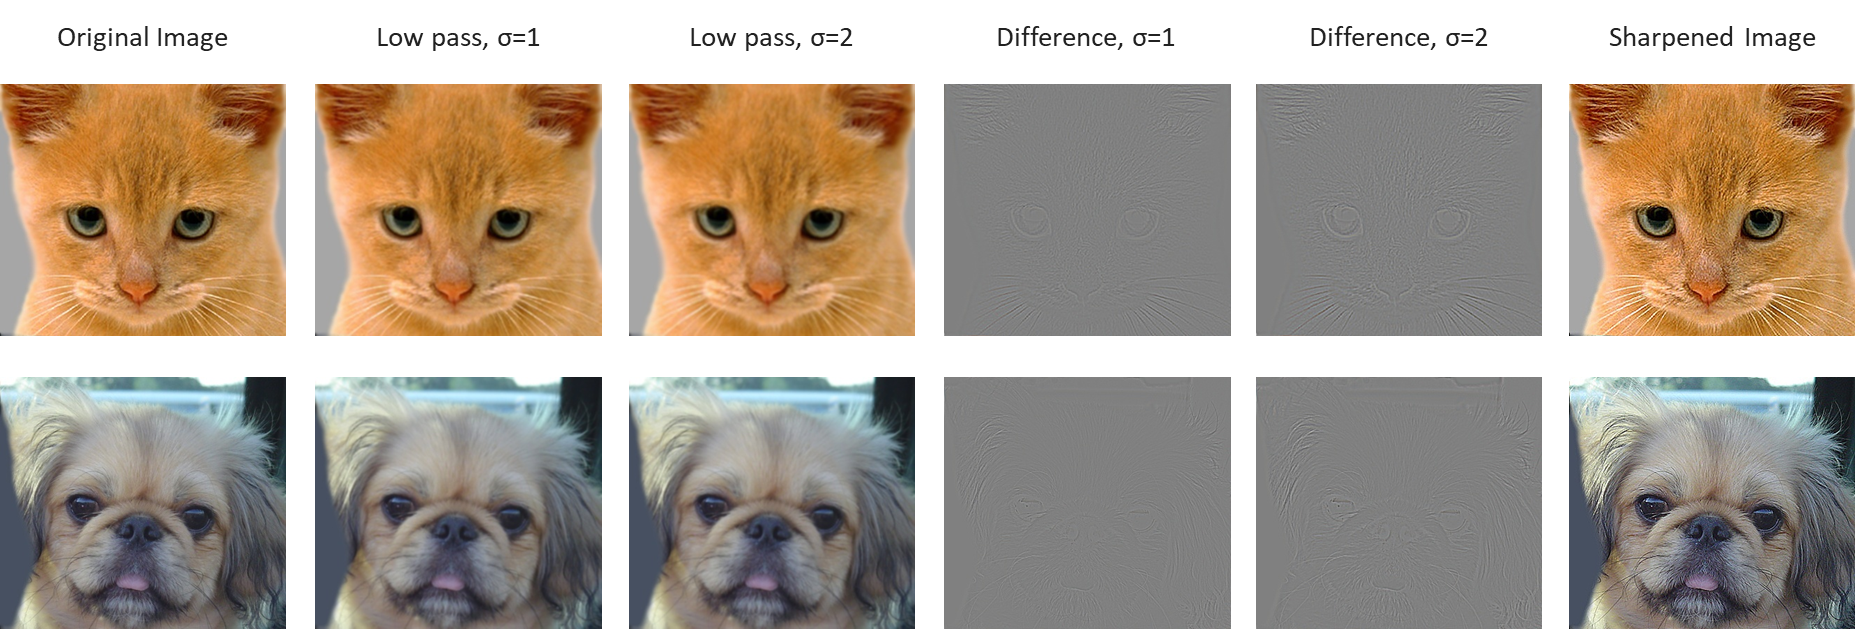 Original Image
Low pass, σ=1
Low pass, σ=2
Difference, σ=1
Difference, σ=2
Sharpened Image